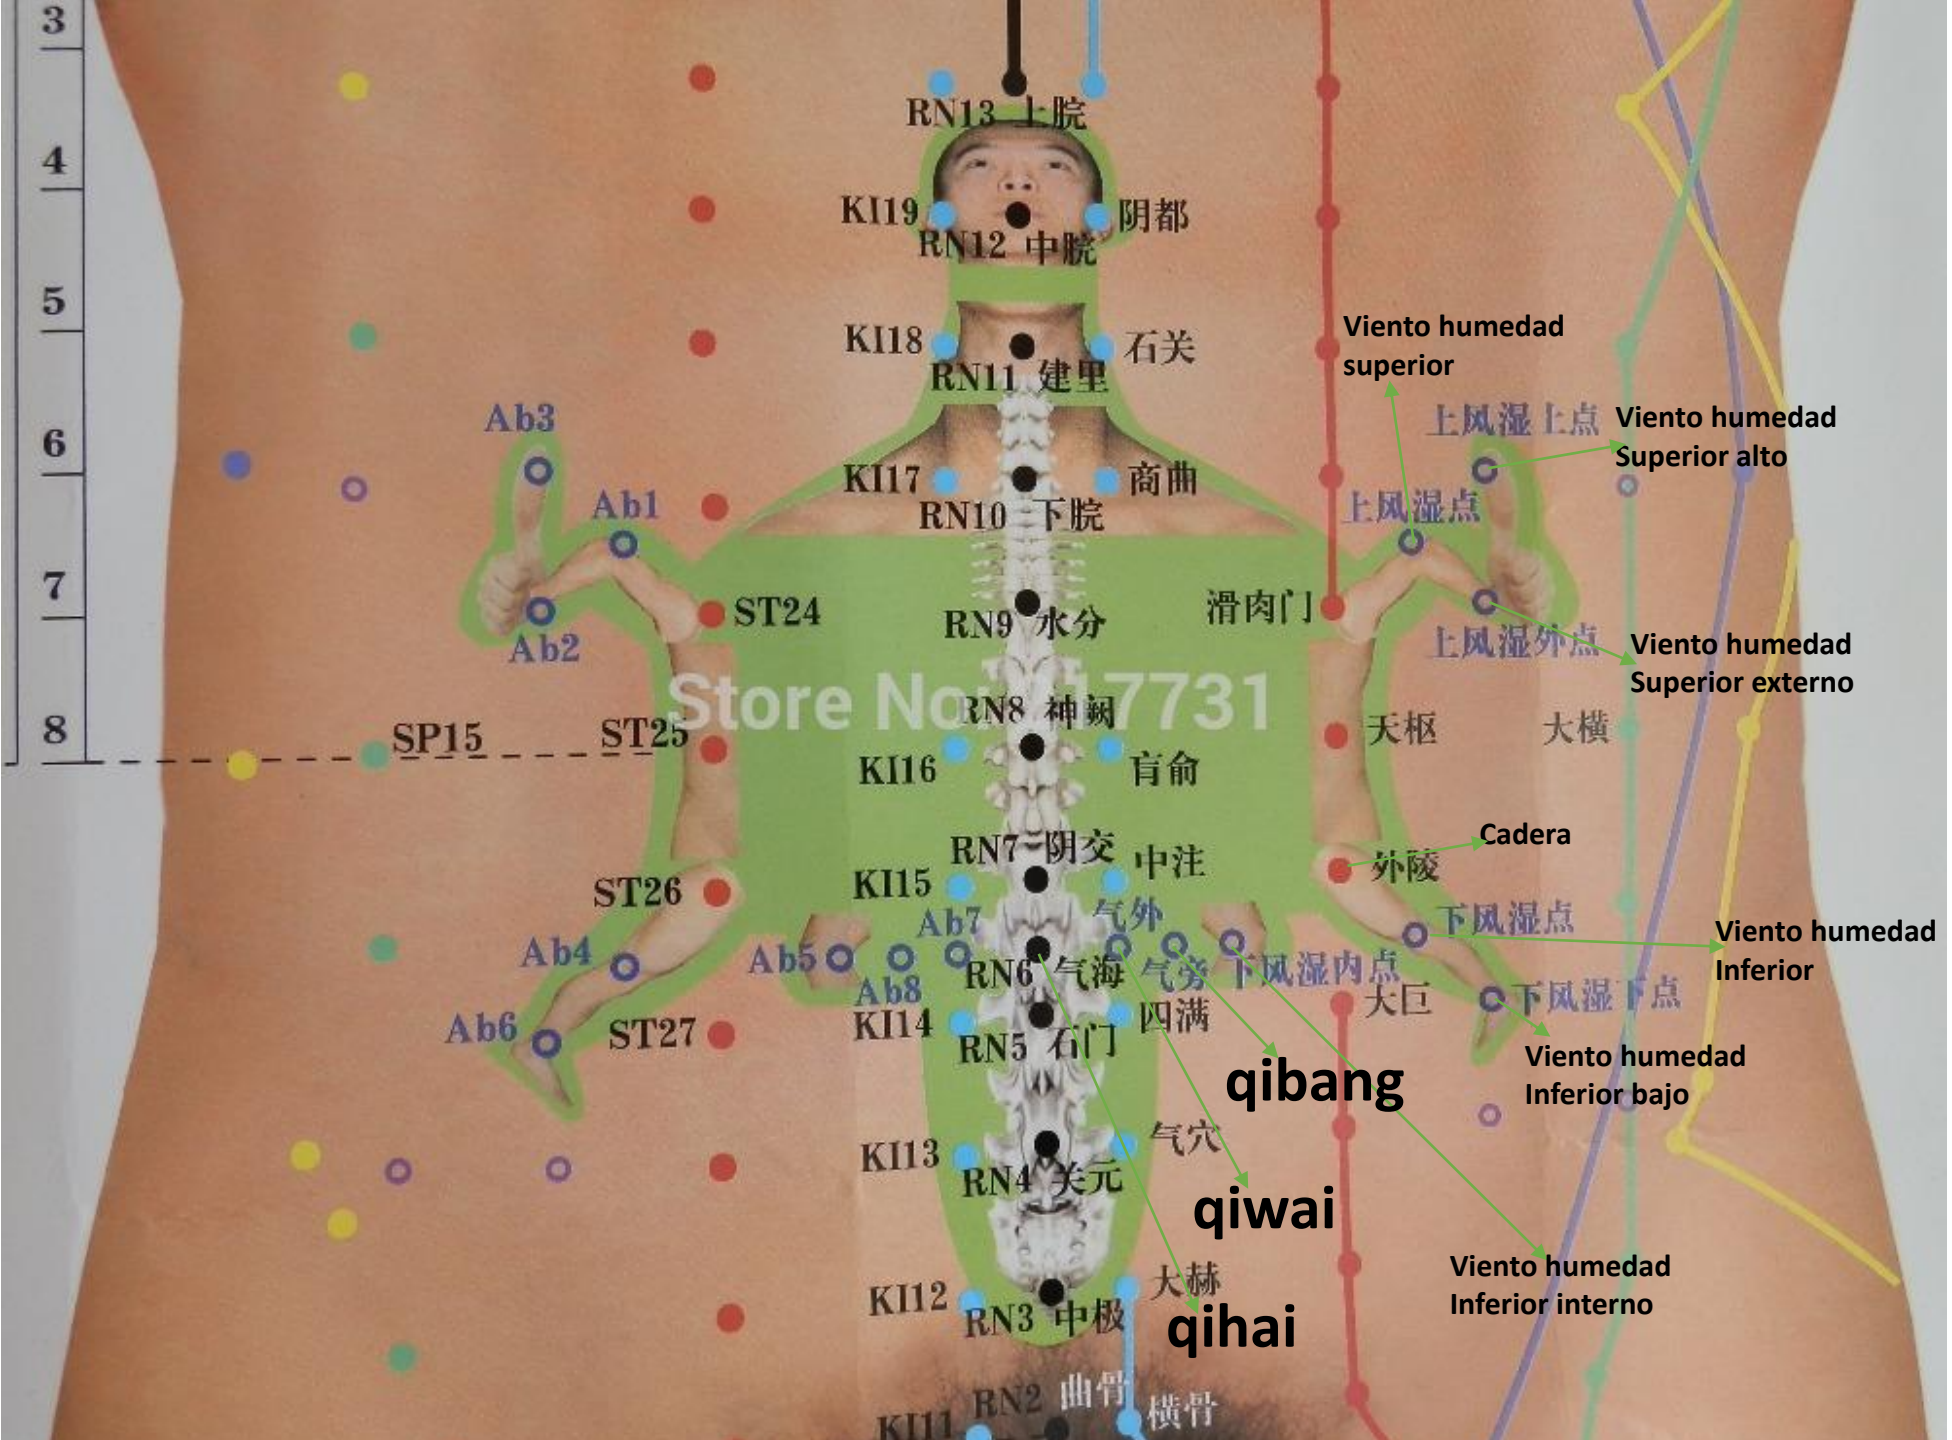 3
RN13 上脘
4
KI19
阴都
RN12 中脘
5
Viento humedad
superior
KI18
石关
RN11 建里
Ab3
上风湿上点
Viento humedad
Superior alto
6
KI17
商曲
Ab1
上风湿点
RN10 下脘
7
ST24
滑肉门
RN9 水分
Ab2
上风湿外点
Viento humedad
Superior externo
Store No. 17731
RN8 神阙
8
SP15
ST25
天枢
大横
KI16
肓俞
Cadera
RN7 阴交
中注
外陵
ST26
KI15
Ab7
气外
下风湿点
Viento humedad
Inferior
Ab4
Ab5
RN6 气海
气旁
下风湿内点
Ab8
下风湿下点
Ab6
ST27
KI14
四满
大巨
RN5 石门
Viento humedad
Inferior bajo
qibang
KI13
气穴
RN4 关元
qiwai
Viento humedad
Inferior interno
KI12
大赫
RN3 中极
qihai
RN2 曲骨
KI11
横骨